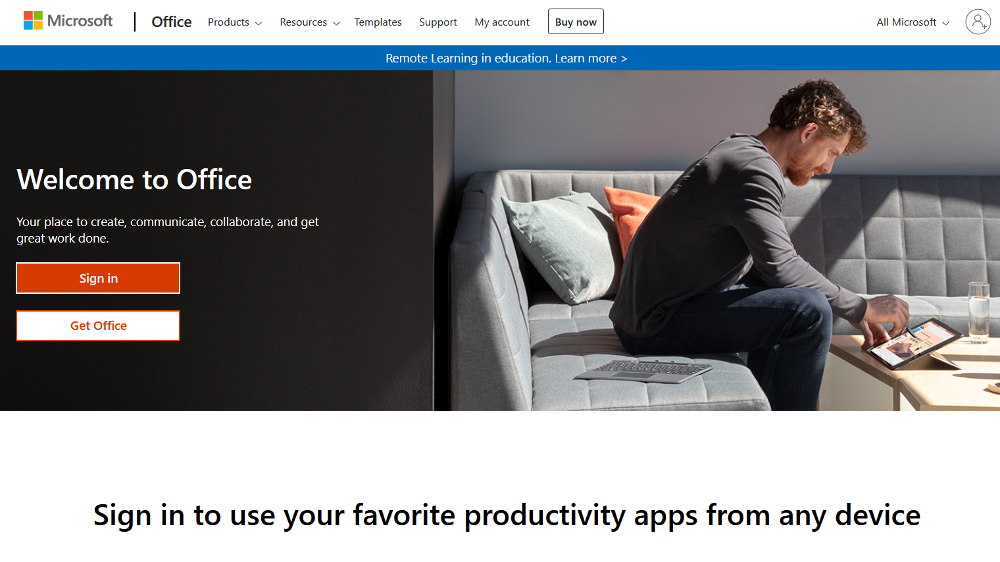 Microsoft
Office
Products
Resources
Templates
Support
My account
Buy now
All Microsoft
Remote Learning in education. Learn more >
Welcome to Office
Your place to create, communicate, collaborate, and get
great work done.
Sign in
Get Office
Sign in to use your favorite productivity apps from any device